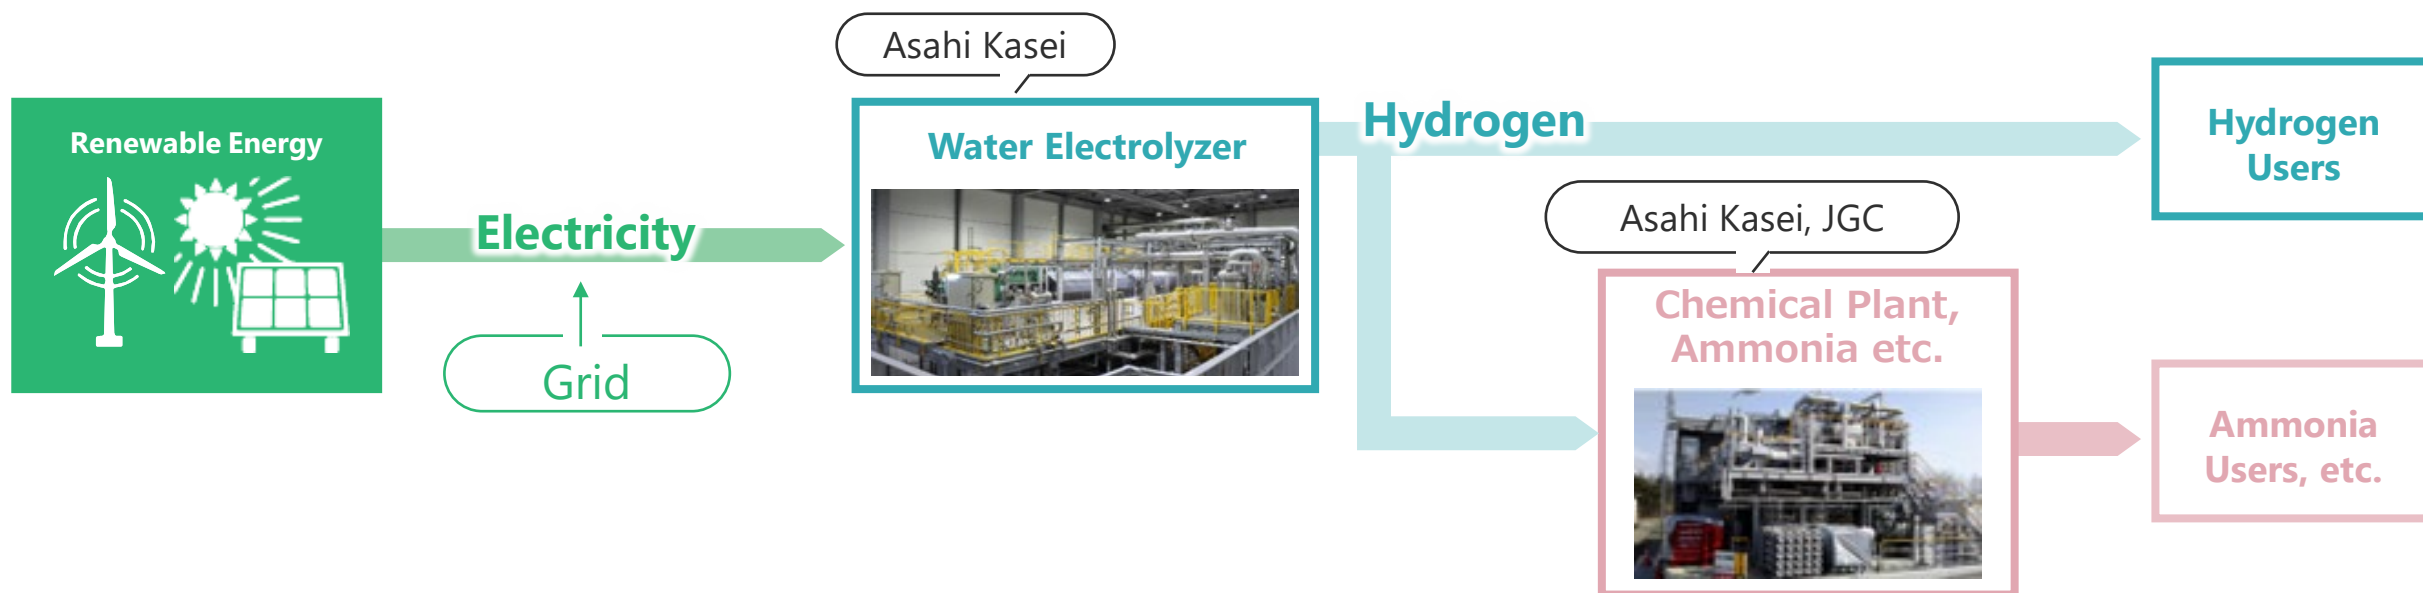 Asahi Kasei
Renewable Energy
Electricity
Grid
Water Electrolyzer
Hydrogen
Hydrogen
Users
Asahi Kasei, JGC
Chemical Plant,
Ammonia etc.
Ammonia
Users, etc.